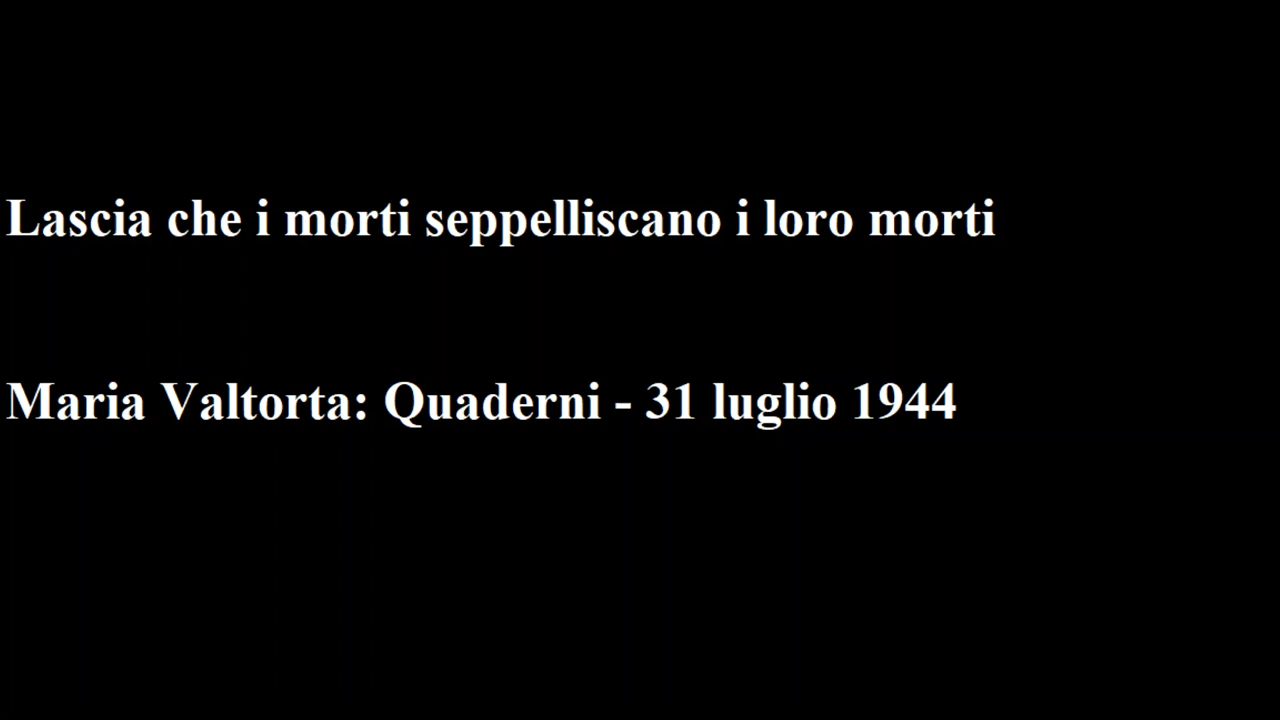 Lascia che i morti seppelliscano i loro morti
Maria Valtorta: Quaderni - 31 luglio 1944